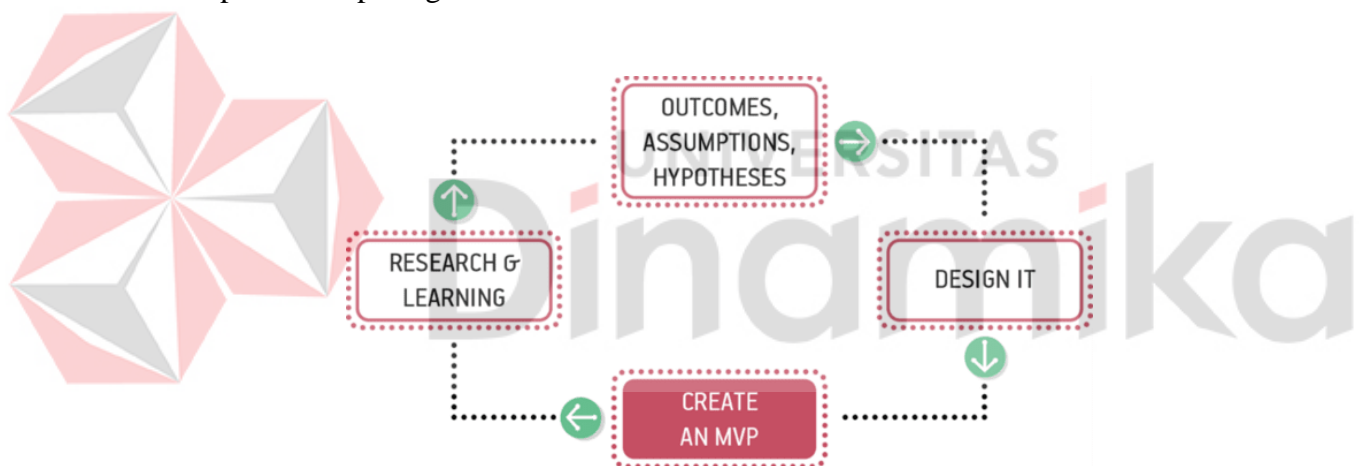 OUTCOMES,
ASSUMPTIONS,
HYPOTHESES
UNIVERSITAS
Dinamika
RESEARCH &
LEARNING
DESIGN IT
CREATE
AN MVP